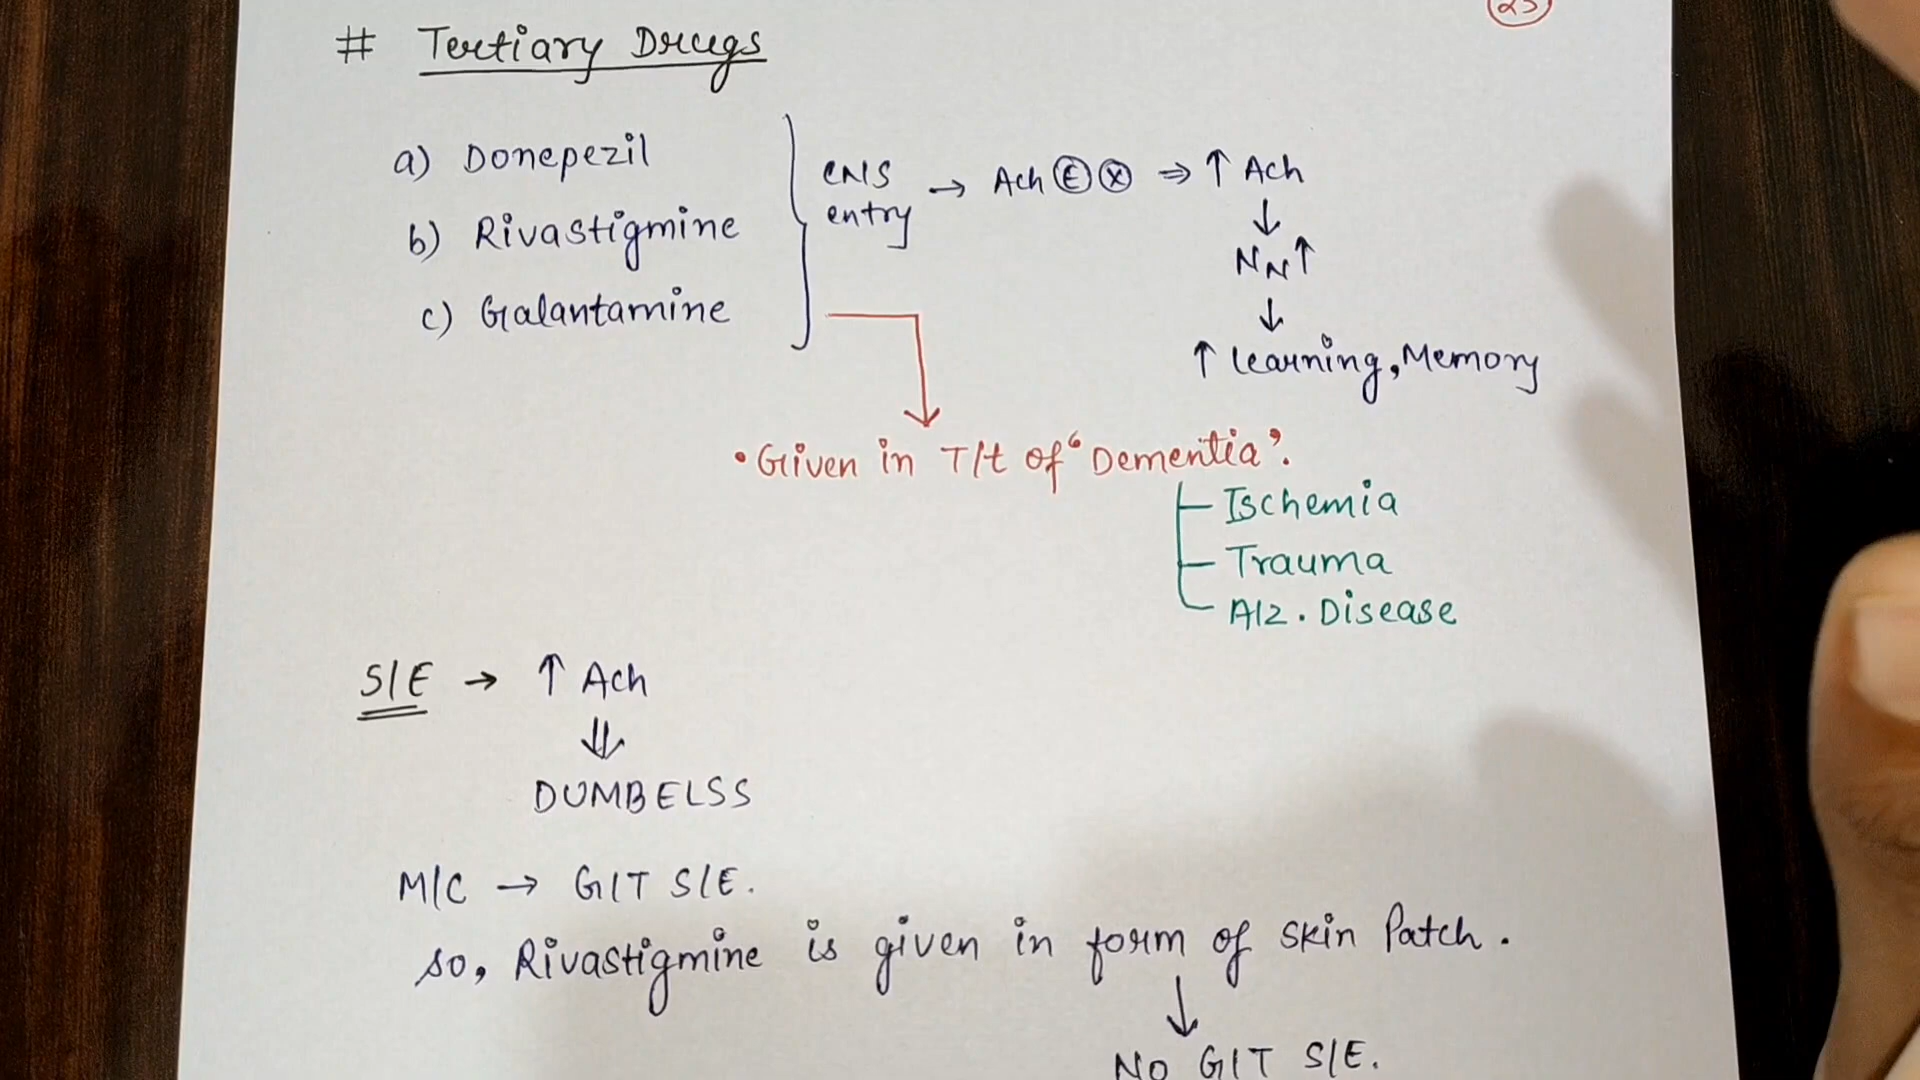 23
# Tertiary Drugs
a) Donepezil
b) Rivastigmine
c) Galantamine
CNS entry → Ach Ⓔ ⓧ ⇒ ↑ Ach
↓
NN↑
↓
↑ learning, Memory
• Given in T/t of "Dementia".
Ischemia
Trauma
Alz. Disease
S/E → ↑ Ach
⇓
DUMBELSS
M/C → GIT S/E.
so, Rivastigmine is given in form of skin Patch.
↓
NO GIT S/E.